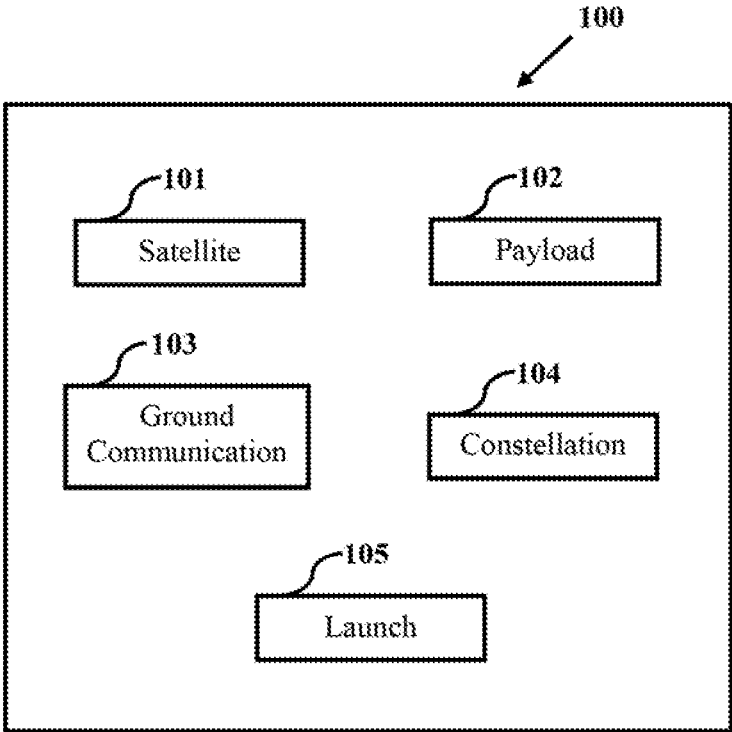 100
101
102
Satellite
Payload
103
104
Ground
Communication
Constellation
105
Launch